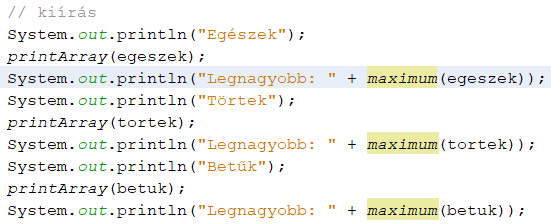 // kiírás
System.out.println("Egészek");
printArray(egeszek);
System.out.println("Legnagyobb: " + maximum(egeszek));
System.out.println("Törtek");
printArray(tortek);
System.out.println("Legnagyobb: " + maximum(tortek));
System.out.println("Betűk");
printArray(betuk);
System.out.println("Legnagyobb: " + maximum(betuk));